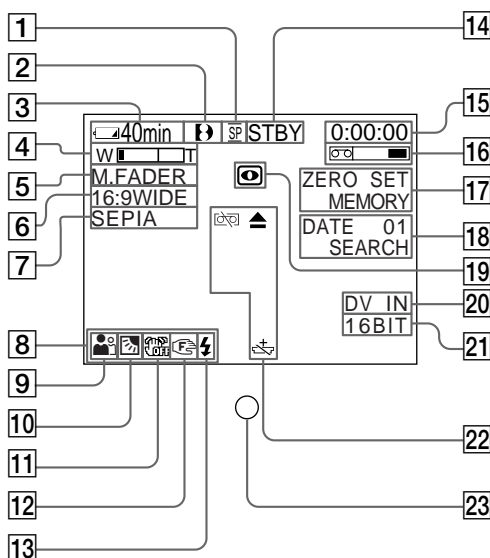 1
14
2
3
15
40min SP STBY 0:00:00
4
W T
16
5
M.FADER
ZERO SET
MEMORY
17
6
16:9WIDE
DATE 01
SEARCH
18
7
SEPIA
19
DV IN
20
16BIT
21
8
OFF F
9
10
11
12
13
22
23